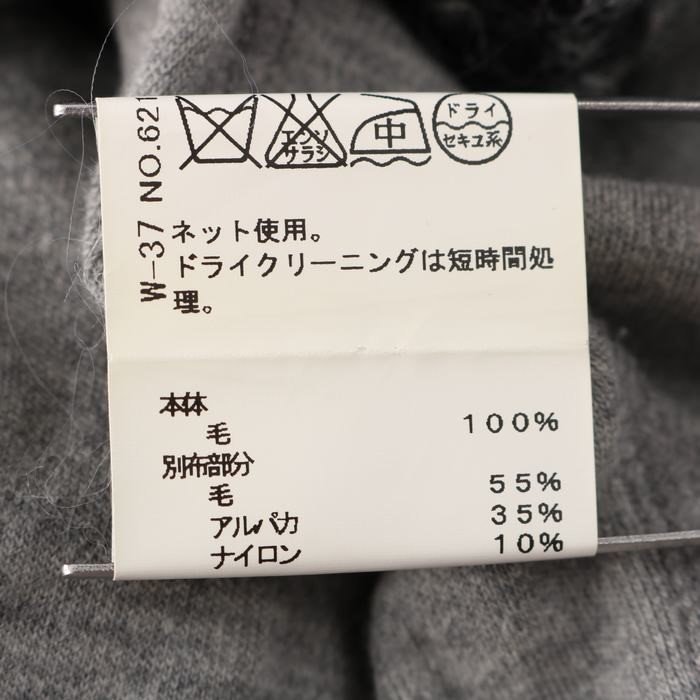 エンソ
サラシ
中
ドライ
セキユ系
W-37 NO.621
ネット使用。
ドライクリーニングは短時間処
理。
本体
毛 100%
別布部分
毛 55%
アルパカ 35%
ナイロン 10%